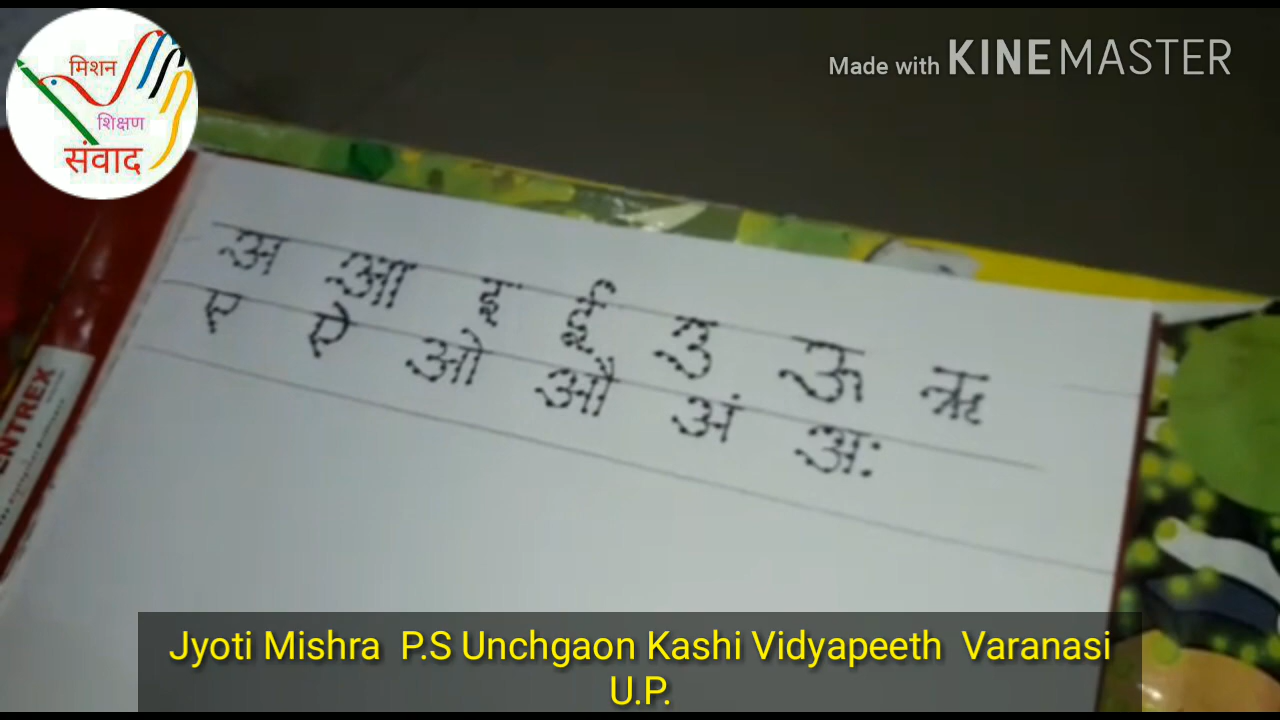 मिशन
शिक्षण
संवाद
Made with KINEMASTER
अ आ इ ई उ ऊ ऋ
ए ऐ ओ औ अं अः
ENTREX
Jyoti Mishra P.S Unchgaon Kashi Vidyapeeth Varanasi
U.P.